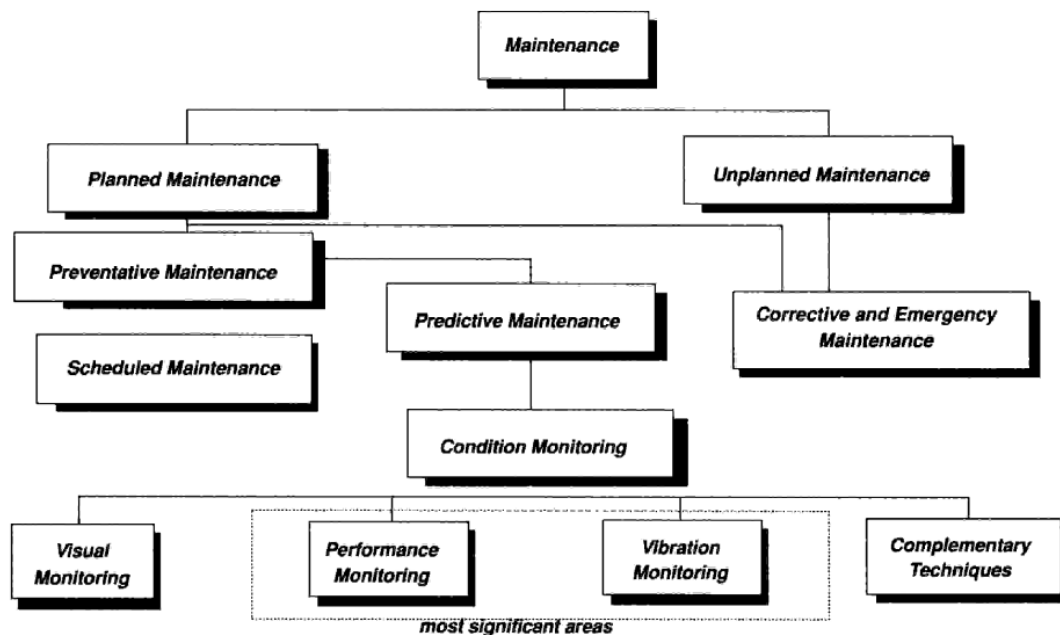 Maintenance
Planned Maintenance
Unplanned Maintenance
Preventative Maintenance
Predictive Maintenance
Corrective and Emergency
Maintenance
Scheduled Maintenance
Condition Monitoring
Visual
Monitoring
Performance
Monitoring
Vibration
Monitoring
Complementary
Techniques
most significant areas